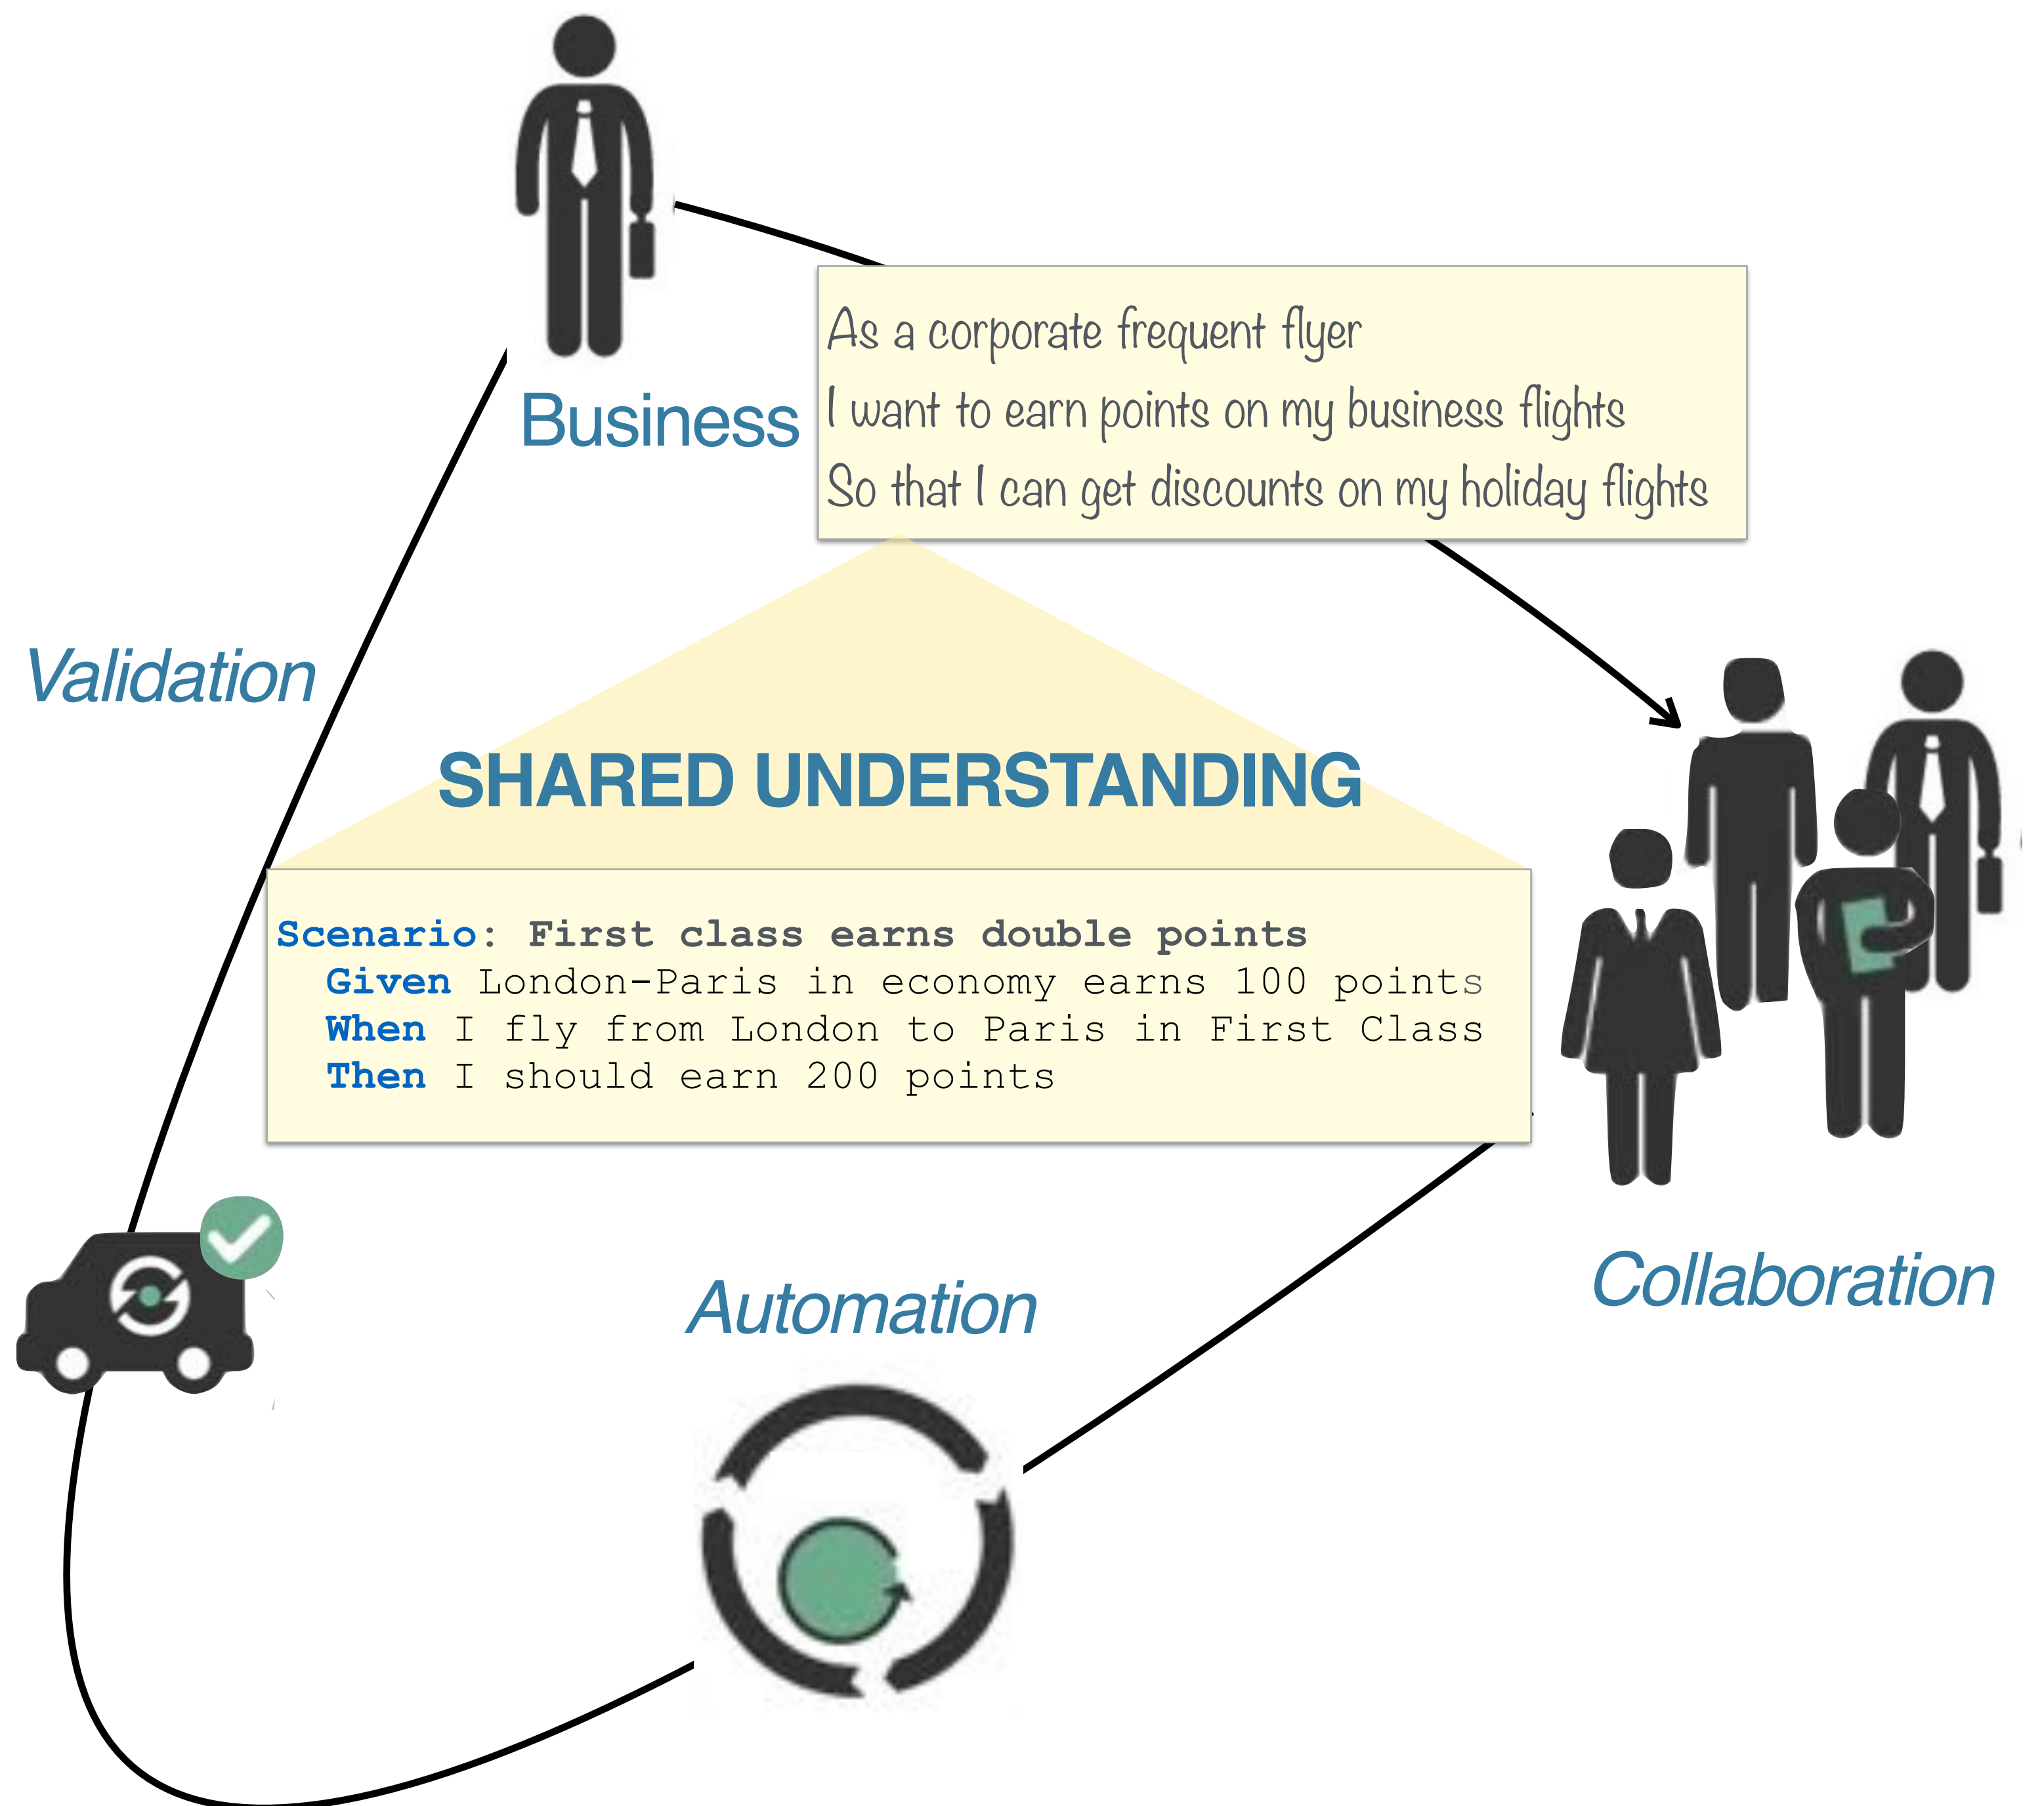 Business
As a corporate frequent flyer
I want to earn points on my business flights
So that I can get discounts on my holiday flights
Validation
SHARED UNDERSTANDING
Scenario: First class earns double points
Given London-Paris in economy earns 100 points
When I fly from London to Paris in First Class
Then I should earn 200 points
Collaboration
Automation